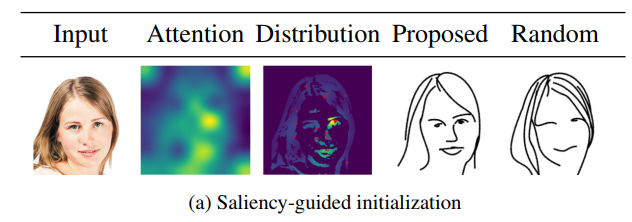 Input Attention Distribution Proposed Random
(a) Saliency-guided initialization